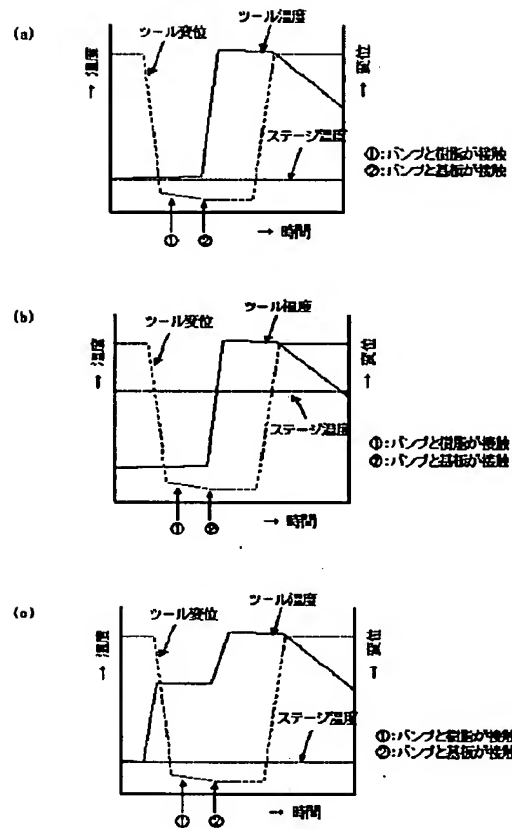 (a)
ツール変位
ツール温度
→ 温度
→ 変位
ステージ温度
①:バンプと樹脂が接触
②:バンプと基板が接触
① ②
→ 時間
(b)
ツール変位
ツール温度
→ 温度
→ 変位
ステージ温度
①:バンプと樹脂が接触
②:バンプと基板が接触
① ②
→ 時間
(c)
ツール変位
ツール温度
→ 温度
→ 変位
ステージ温度
①:バンプと樹脂が接触
②:バンプと基板が接触
① ②
→ 時間